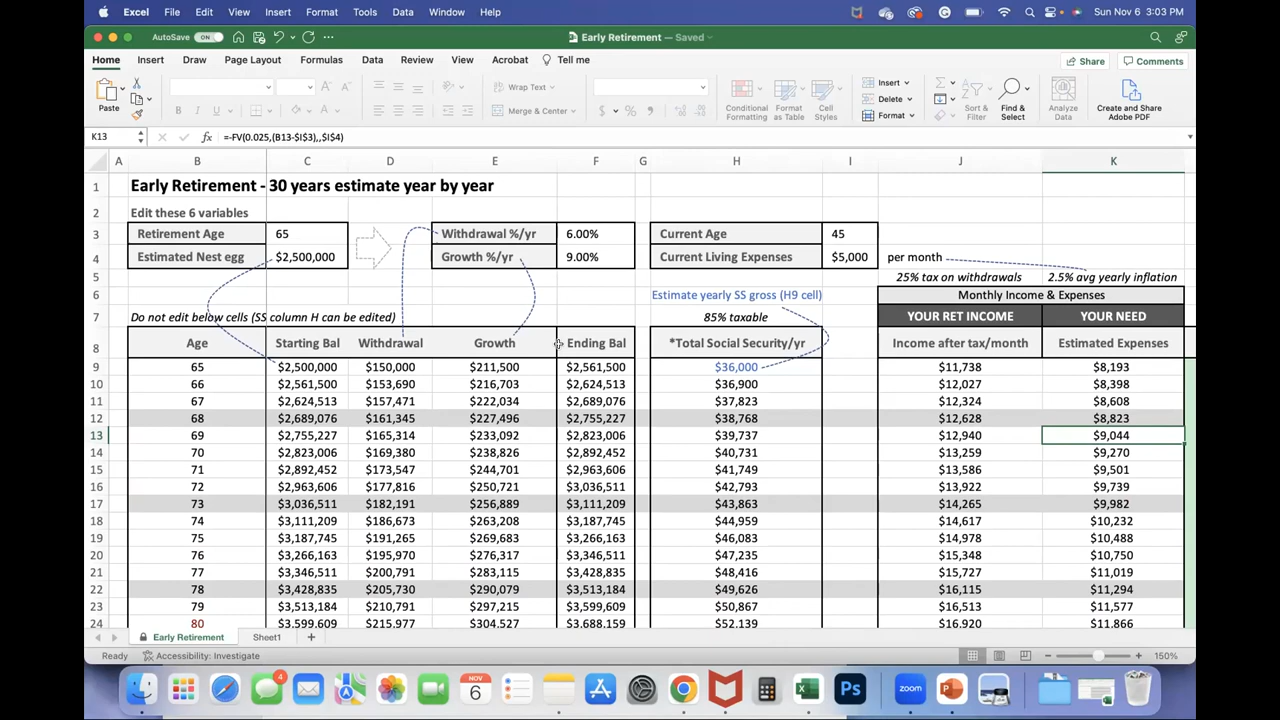 Excel File Edit View Insert Format Tools Data Window Help Sun Nov 6 3:03 PM
AutoSave ON Early Retirement — Saved
Home Insert Draw Page Layout Formulas Data Review View Acrobat Tell me Share Comments
Paste Wrap Text Merge & Center Conditional Formatting Format as Table Cell Styles Insert Delete Format Sort & Filter Find & Select Analyze Data Create and Share Adobe PDF
K13 fx =-FV(0.025,(B13-$I$3),,$I$4)
A B C D E F G H I J K
1 Early Retirement - 30 years estimate year by year
2 Edit these 6 variables
3 Retirement Age 65 Withdrawal %/yr 6.00% Current Age 45
4 Estimated Nest egg $2,500,000 Growth %/yr 9.00% Current Living Expenses $5,000 per month
5 25% tax on withdrawals 2.5% avg yearly inflation
6 Estimate yearly SS gross (H9 cell) Monthly Income & Expenses
7 Do not edit below cells (SS column H can be edited) 85% taxable YOUR RET INCOME YOUR NEED
8 Age Starting Bal Withdrawal Growth Ending Bal *Total Social Security/yr Income after tax/month Estimated Expenses
9 65 $2,500,000 $150,000 $211,500 $2,561,500 $36,000 $11,738 $8,193
10 66 $2,561,500 $153,690 $216,703 $2,624,513 $36,900 $12,027 $8,398
11 67 $2,624,513 $157,471 $222,034 $2,689,076 $37,823 $12,324 $8,608
12 68 $2,689,076 $161,345 $227,496 $2,755,227 $38,768 $12,628 $8,823
13 69 $2,755,227 $165,314 $233,092 $2,823,006 $39,737 $12,940 $9,044
14 70 $2,823,006 $169,380 $238,826 $2,892,452 $40,731 $13,259 $9,270
15 71 $2,892,452 $173,547 $244,701 $2,963,606 $41,749 $13,586 $9,501
16 72 $2,963,606 $177,816 $250,721 $3,036,511 $42,793 $13,922 $9,739
17 73 $3,036,511 $182,191 $256,889 $3,111,209 $43,863 $14,265 $9,982
18 74 $3,111,209 $186,673 $263,208 $3,187,745 $44,959 $14,617 $10,232
19 75 $3,187,745 $191,265 $269,683 $3,266,163 $46,083 $14,978 $10,488
20 76 $3,266,163 $195,970 $276,317 $3,346,511 $47,235 $15,348 $10,750
21 77 $3,346,511 $200,791 $283,115 $3,428,835 $48,416 $15,727 $11,019
22 78 $3,428,835 $205,730 $290,079 $3,513,184 $49,626 $16,115 $11,294
23 79 $3,513,184 $210,791 $297,215 $3,599,609 $50,867 $16,513 $11,577
24 80 $3,599,609 $215,977 $304,527 $3,688,159 $52,139 $16,920 $11,866
Early Retirement Sheet1
Ready Accessibility: Investigate 150%
4 NOV 6 zoom Ps